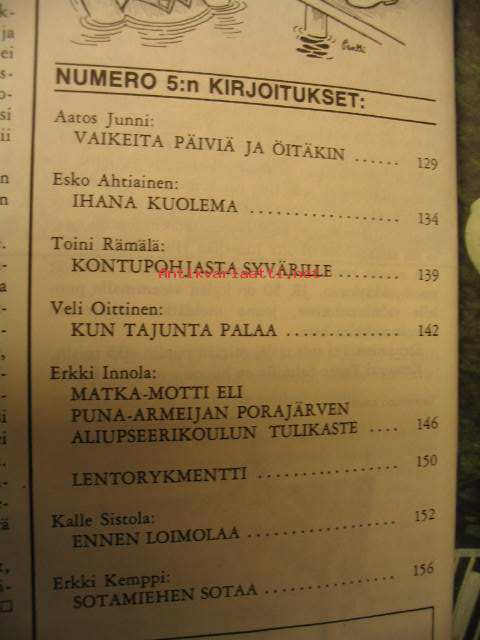 NUMERO 5:n KIRJOITUKSET:
Aatos Junni:
VAIKEITA PÄIVIÄ JA ÖITÄKIN ...... 129
Esko Ahtiainen:
IHANA KUOLEMA .................. 134
Toini Rämälä:
KONTUPOHJASTA SYVÄRILLE ........ 139
Antikvariaatti.net
Veli Oittinen:
KUN TAJUNTA PALAA .............. 142
Erkki Innola:
MATKA-MOTTI ELI
PUNA-ARMEIJAN PORAJÄRVEN
ALIUPSEERIKOULUN TULIKASTE .... 146
LENTORYKMENTTI ................. 150
Kalle Sistola:
ENNEN LOIMOLAA ................. 152
Erkki Kemppi:
SOTAMIEHEN SOTAA ............... 156